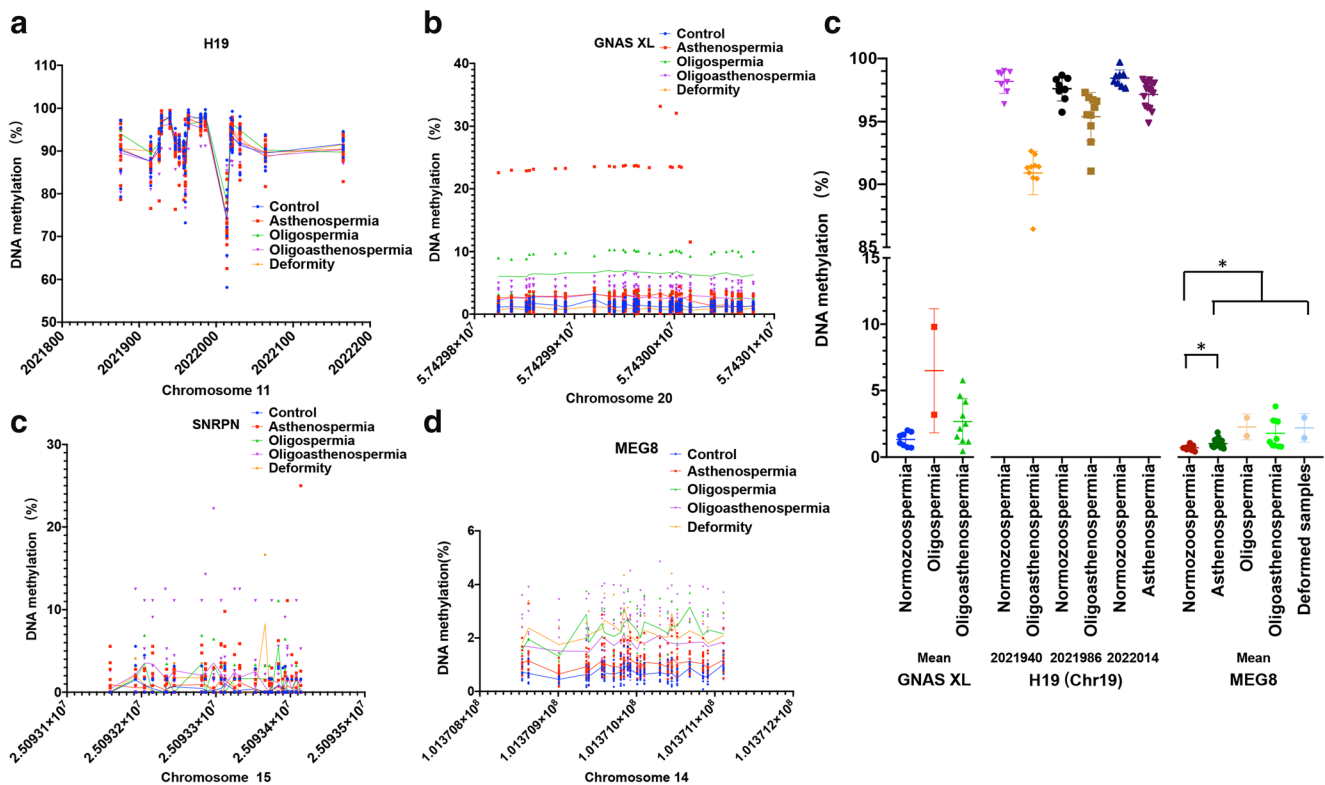 a
H19
DNA methylation (%)
110
100
90
80
70
60
50
Control
Asthenospermia
Oligospermia
Oligoasthenospermia
Deformity
2021800
2021900
2022000
2022100
2022200
Chromosome 11
b
GNAS XL
Control
Asthenospermia
Oligospermia
Oligoasthenospermia
Deformity
DNA methylation (%)
40
30
20
10
0
5.74298×10⁷
5.74299×10⁷
5.74300×10⁷
5.74301×10⁷
Chromosome 20
c
SNRPN
Control
Asthenospermia
Oligospermia
Oligoasthenospermia
Deformity
DNA methylation (%)
30
20
10
0
2.50931×10⁷
2.50932×10⁷
2.50933×10⁷
2.50934×10⁷
2.50935×10⁷
Chromosome 15
d
MEG8
Control
Asthenospermia
Oligospermia
Oligoasthenospermia
Deformity
DNA methylation(%)
6
4
2
0
1.013708×10⁸
1.013709×10⁸
1.013710×10⁸
1.013711×10⁸
1.013712×10⁸
Chromosome 14
c
DNA methylation (%)
100
95
90
85
15
10
5
0
*
*
Normozoospermia
Oligospermia
Oligoasthenospermia
Normozoospermia
Oligoasthenospermia
Normozoospermia
Oligoasthenospermia
Normozoospermia
Asthenospermia
Normozoospermia
Asthenospermia
Oligospermia
Oligoasthenospermia
Deformed samples
Mean
2021940 2021986 2022014
Mean
GNAS XL
H19 (Chr19)
MEG8